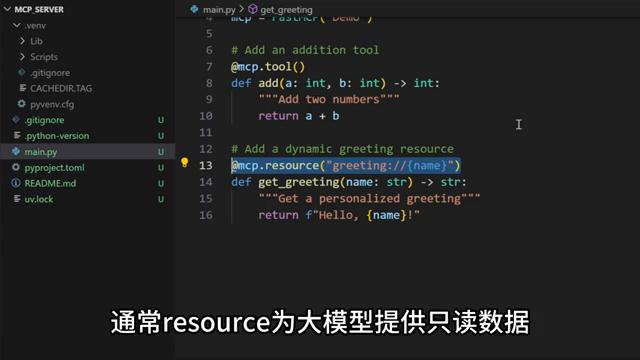 MCP_SERVER
.venv
Lib
Scripts
.gitignore
CACHEDIR.TAG
pyvenv.cfg
.gitignore U
.python-version U
main.py U
pyproject.toml U
README.md U
uv.lock U
main.py > get_greeting
4 mcp = FastMCP("Demo")
5
6 # Add an addition tool
7 @mcp.tool()
8 def add(a: int, b: int) -> int:
9 """Add two numbers"""
10 return a + b
11
12 # Add a dynamic greeting resource
13 @mcp.resource("greeting://{name}")
14 def get_greeting(name: str) -> str:
15 """Get a personalized greeting"""
16 return f"Hello, {name}!"
通常resource为大模型提供只读数据